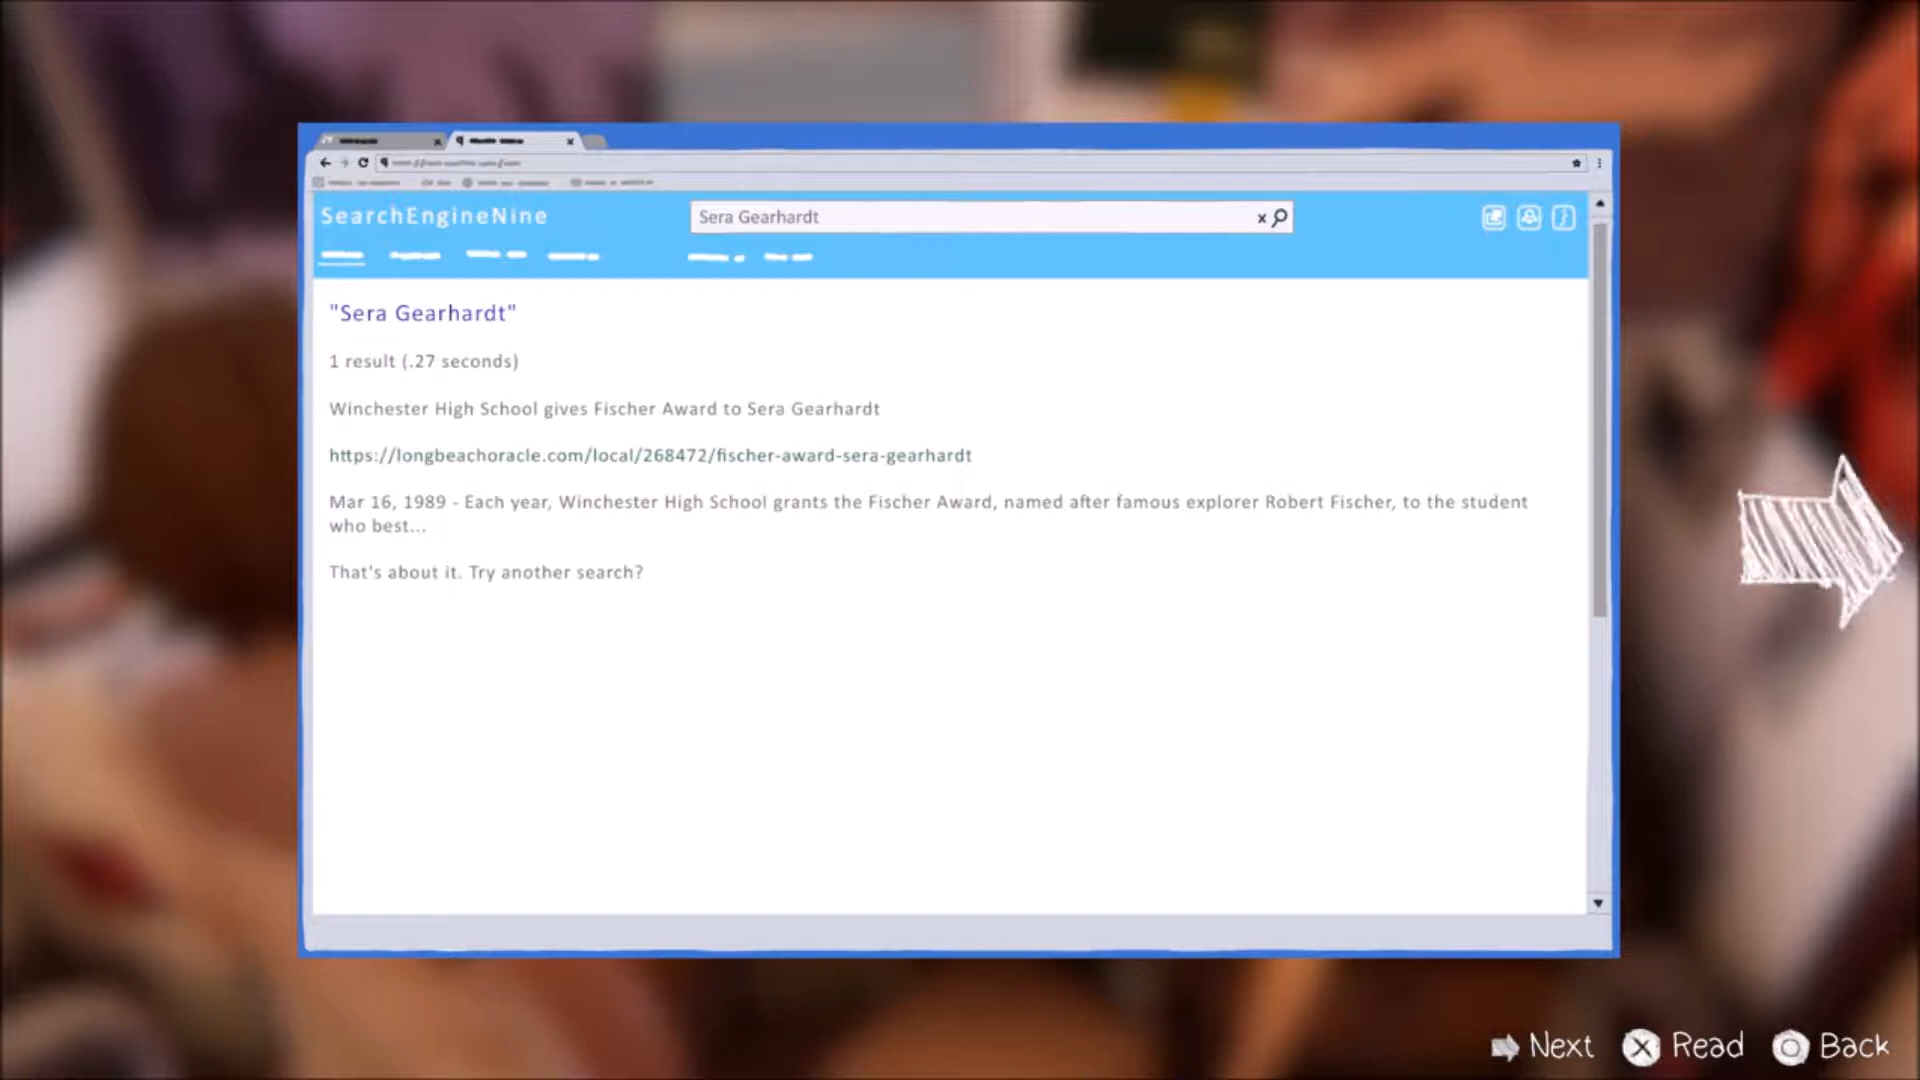 SearchEngineNine
Sera Gearhardt
"Sera Gearhardt"
1 result (.27 seconds)
Winchester High School gives Fischer Award to Sera Gearhardt
https://longbeachoracle.com/local/268472/fischer-award-sera-gearhardt
Mar 16, 1989 - Each year, Winchester High School grants the Fischer Award, named after famous explorer Robert Fischer, to the student
who best...
That's about it. Try another search?
Next Read Back